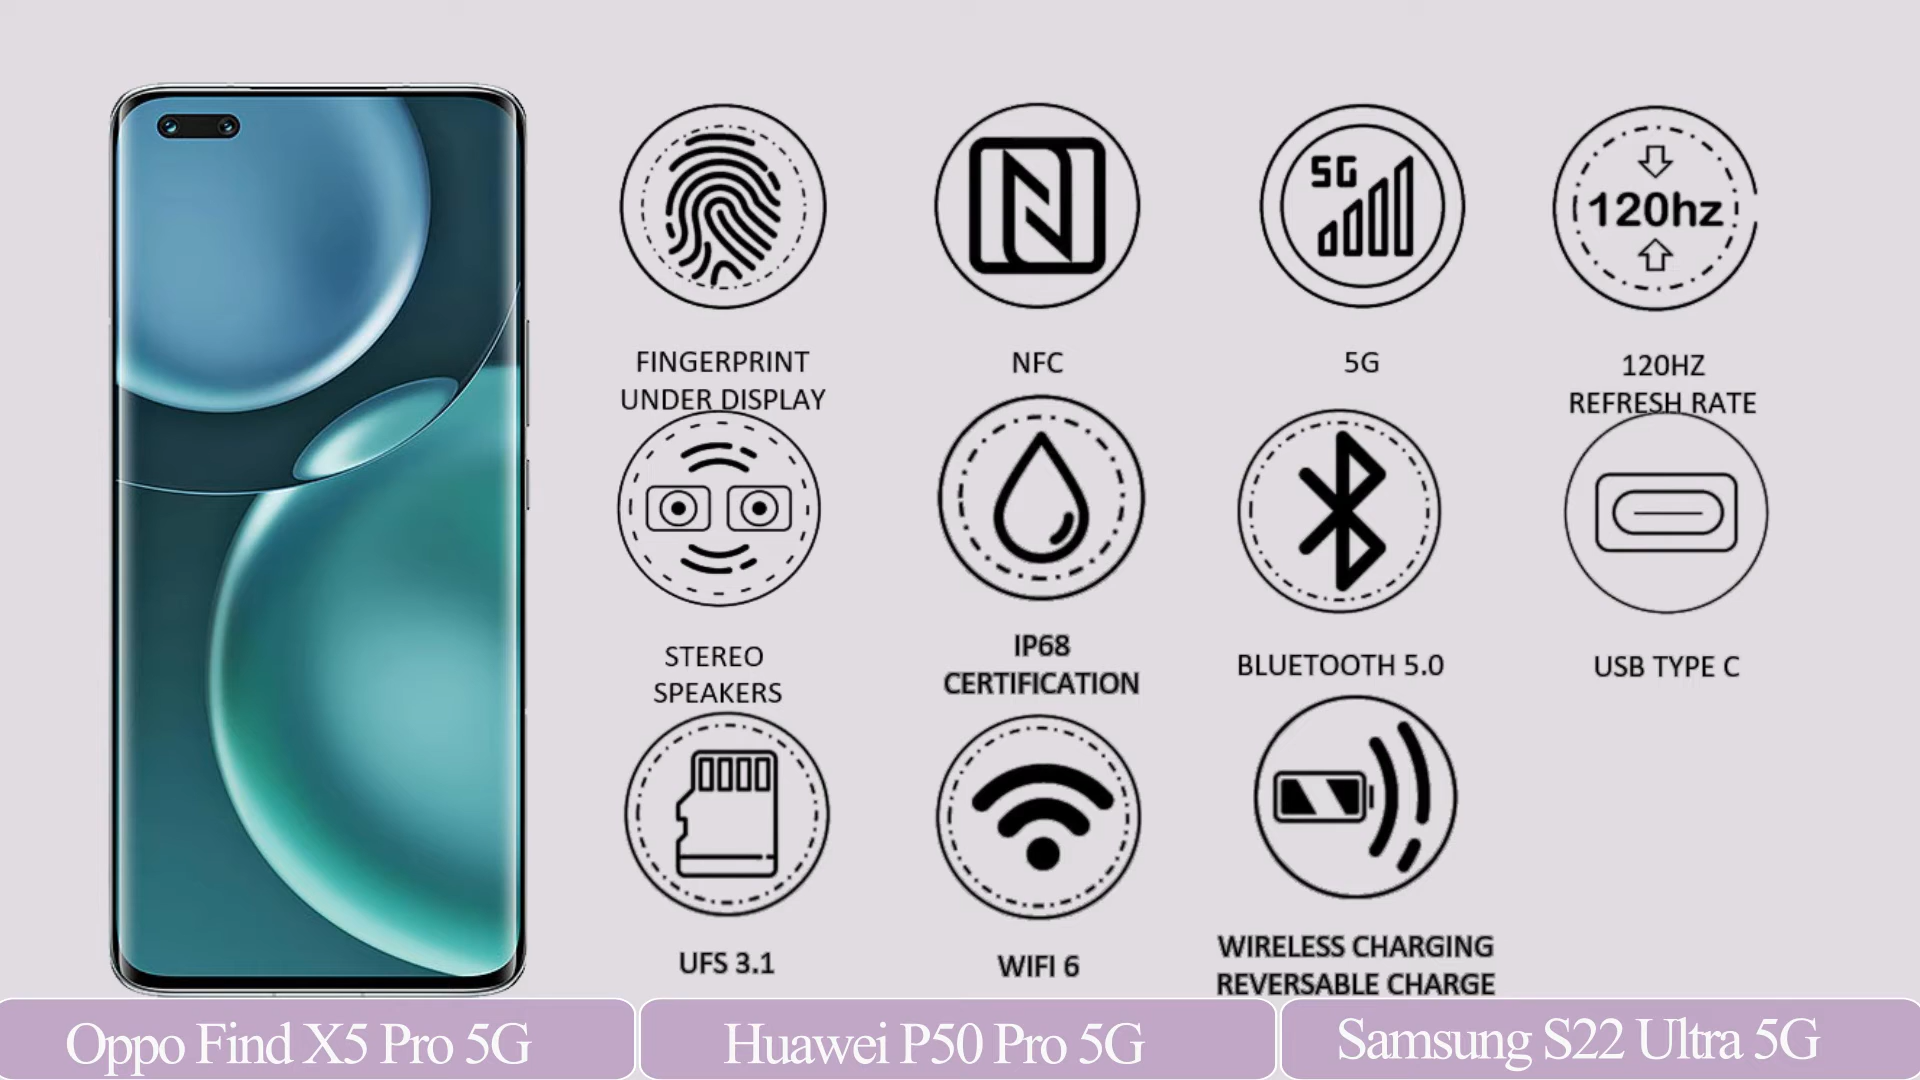 5G
120hz
FINGERPRINT
UNDER DISPLAY
NFC
5G
120HZ
REFRESH RATE
STEREO
SPEAKERS
IP68
CERTIFICATION
BLUETOOTH 5.0
USB TYPE C
UFS 3.1
WIFI 6
WIRELESS CHARGING
REVERSABLE CHARGE
Oppo Find X5 Pro 5G
Huawei P50 Pro 5G
Samsung S22 Ultra 5G